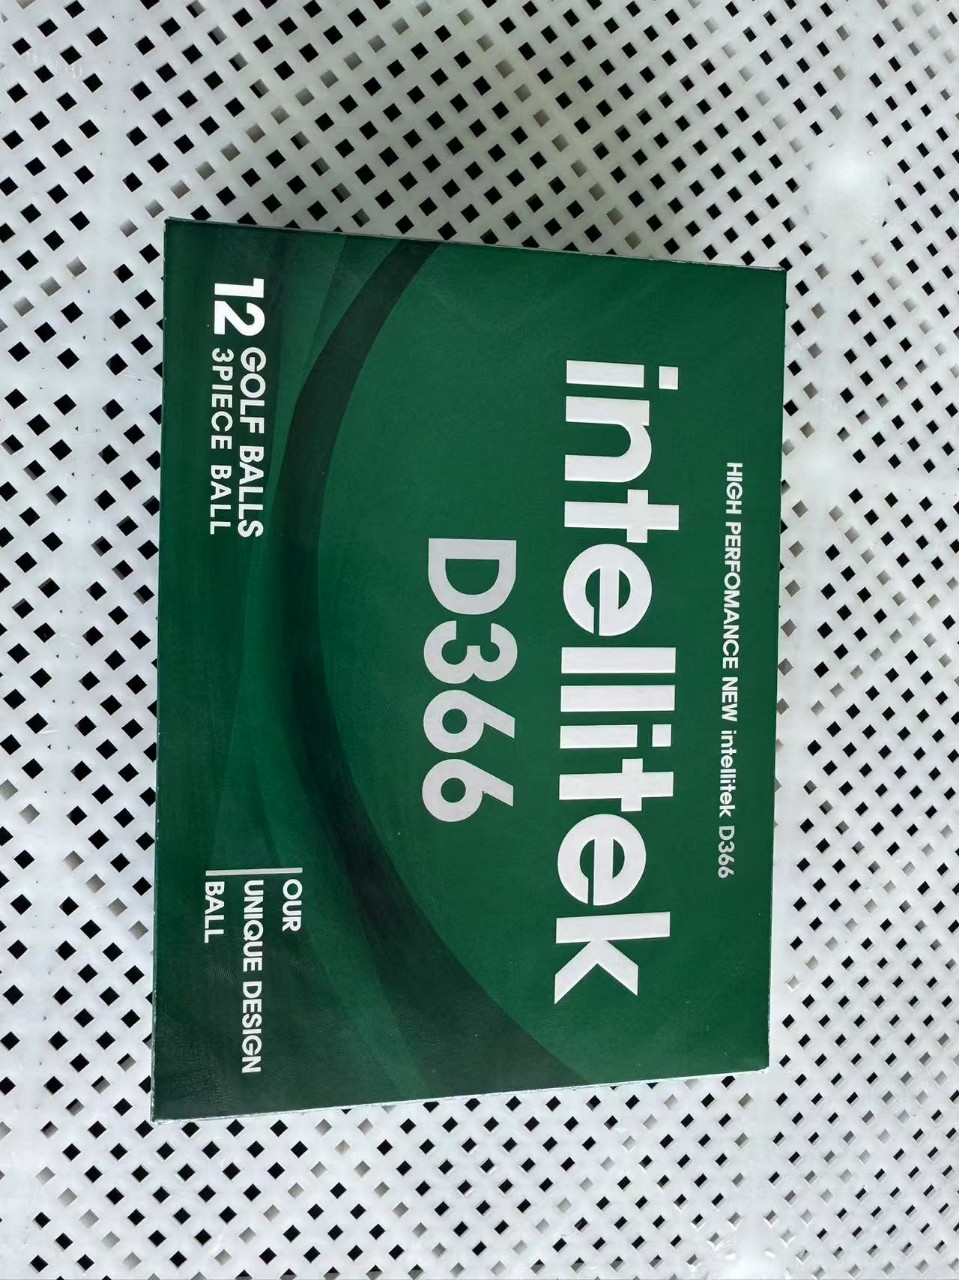 HIGH PERFOMANCE NEW intellitek D366
intellitek
D366
12 GOLF BALLS
3PIECE BALL
OUR
UNIQUE DESIGN
BALL